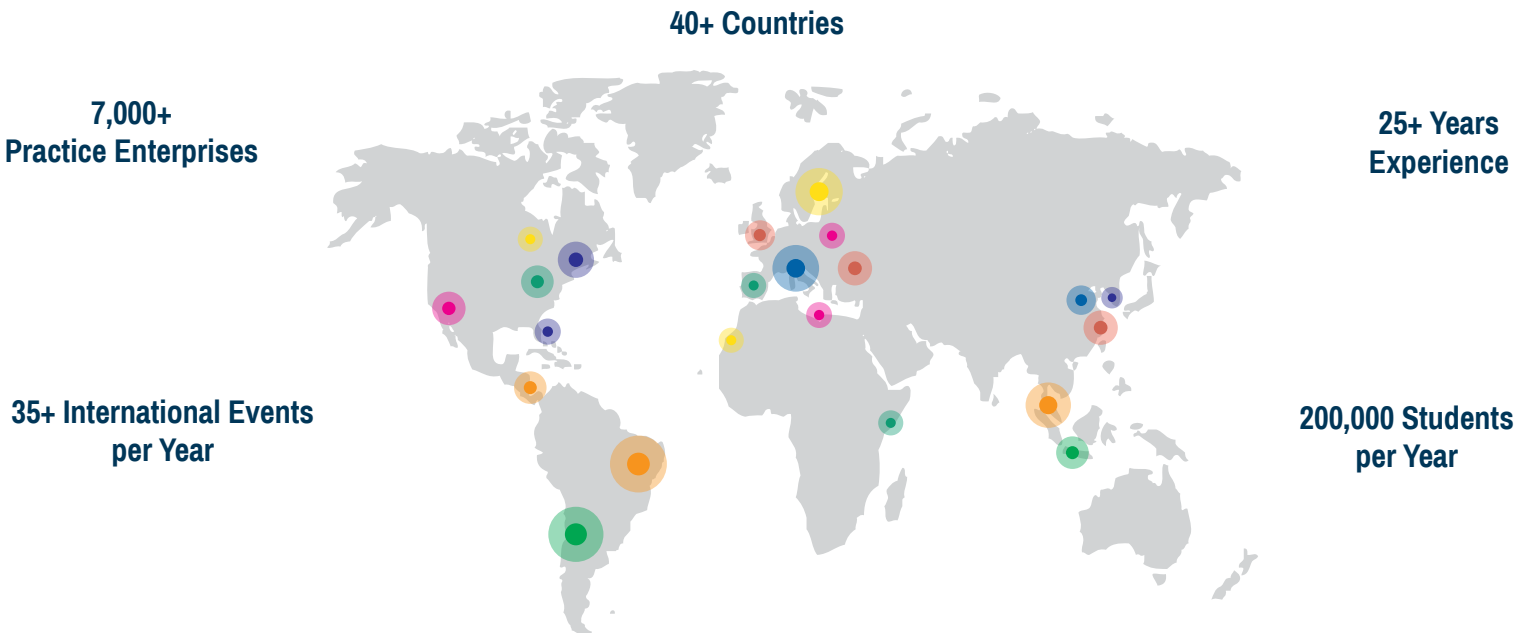 40+ Countries
7,000+
Practice Enterprises
25+ Years
Experience
35+ International Events
per Year
200,000 Students
per Year